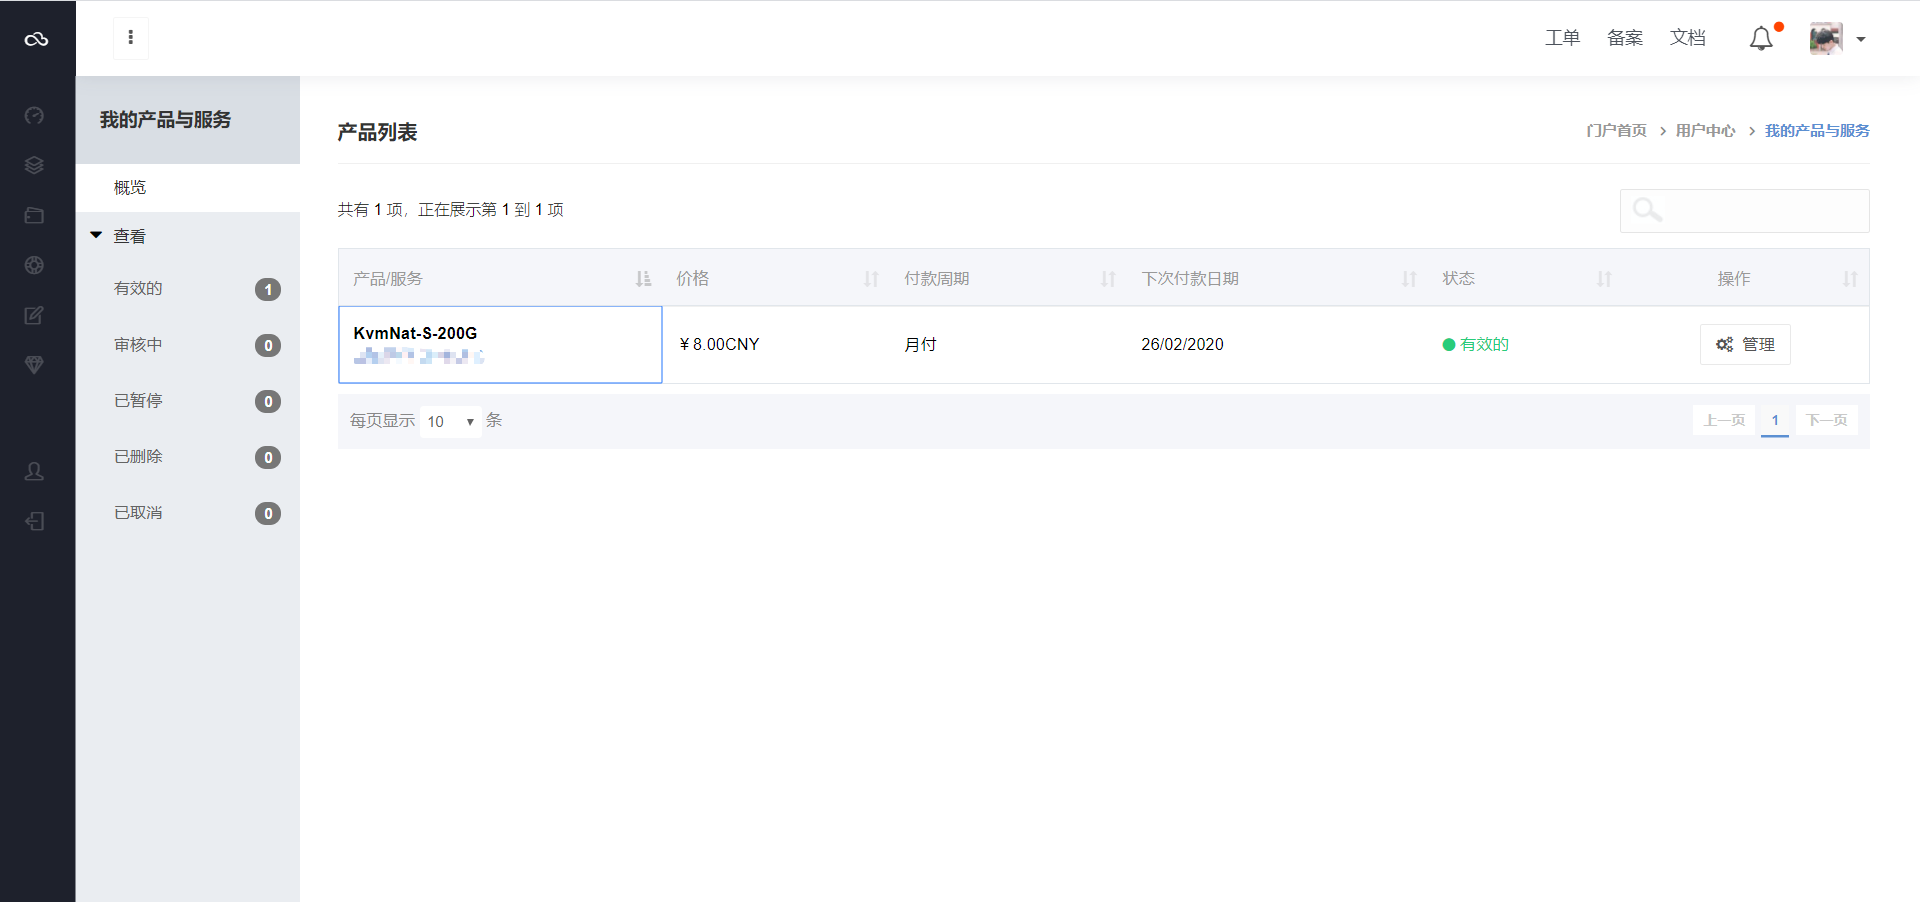 工单 备案 文档
我的产品与服务
概览
查看
有效的 1
审核中 0
已暂停 0
已删除 0
已取消 0
产品列表
门户首页 > 用户中心 > 我的产品与服务
共有 1 项，正在展示第 1 到 1 项
产品/服务 价格 付款周期 下次付款日期 状态 操作
KvmNat-S-200G
¥8.00CNY 月付 26/02/2020 有效的 管理
每页显示 10 条
上一页 1 下一页